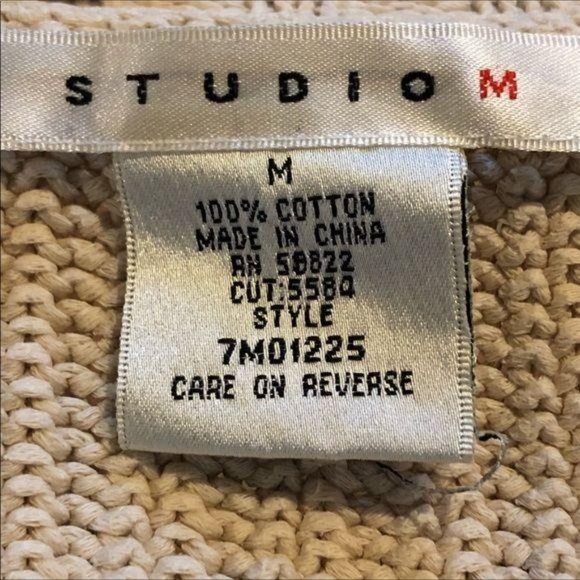 STUDIO M
M
100% COTTON
MADE IN CHINA
RN 58822
CUT:5584
STYLE
7M01225
CARE ON REVERSE